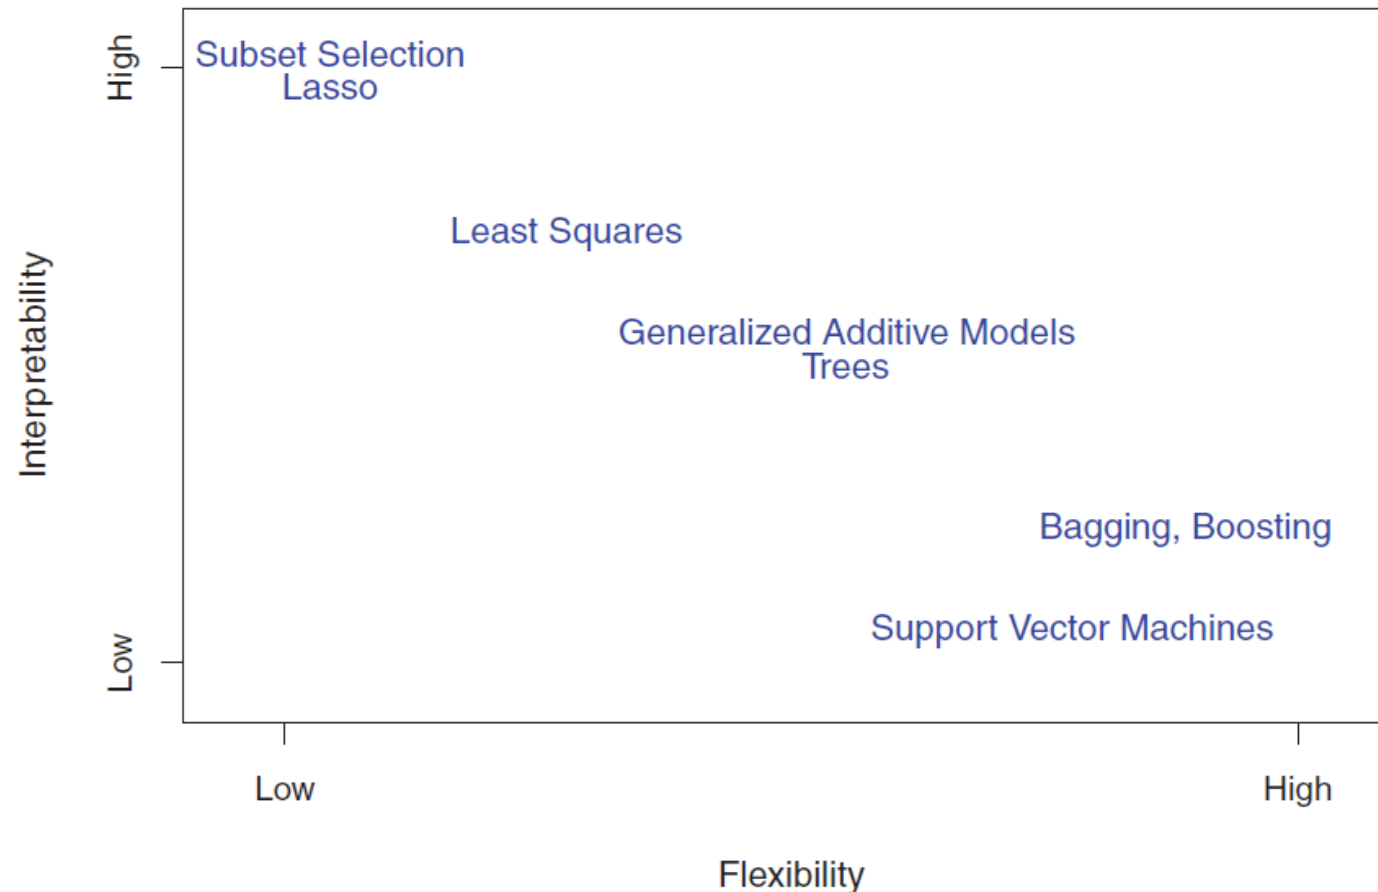 High
Subset Selection
Lasso
Least Squares
Interpretability
Generalized Additive Models
Trees
Bagging, Boosting
Support Vector Machines
Low
Low
High
Flexibility